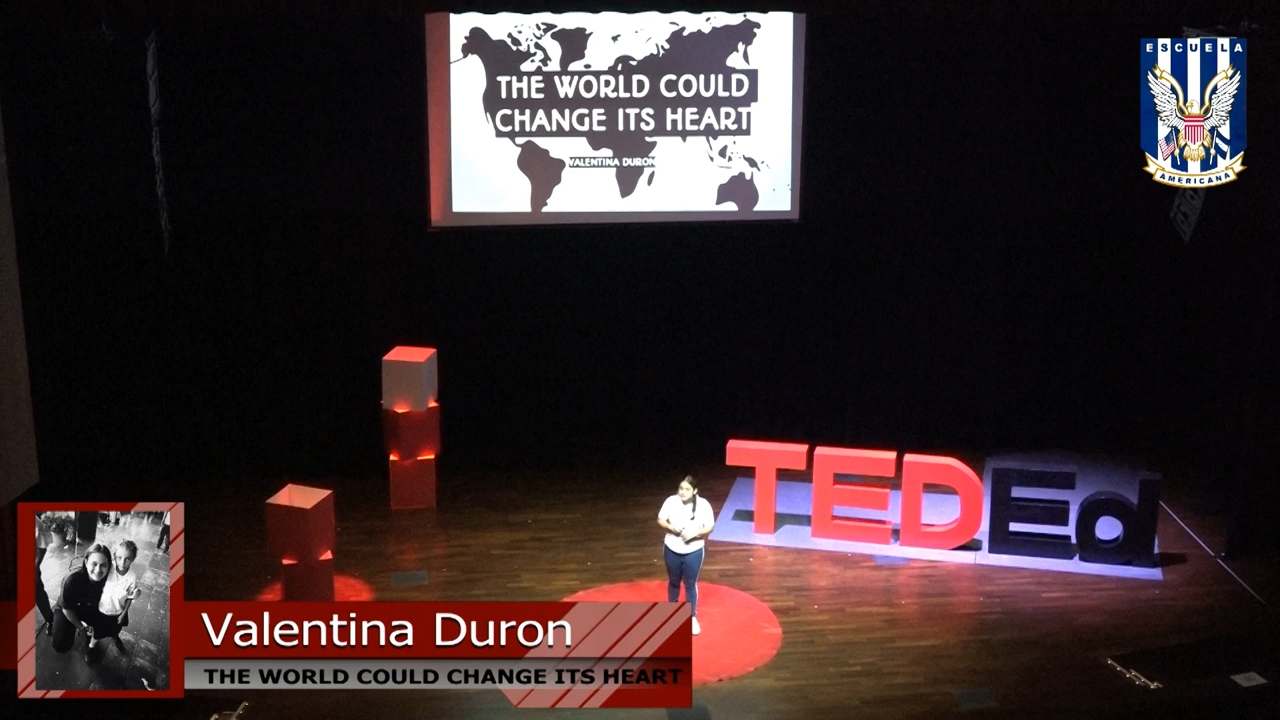 THE WORLD COULD
CHANGE ITS HEART
VALENTINA DURON
ESCUELA
AMERICANA
TEDEd
Valentina Duron
THE WORLD COULD CHANGE ITS HEART